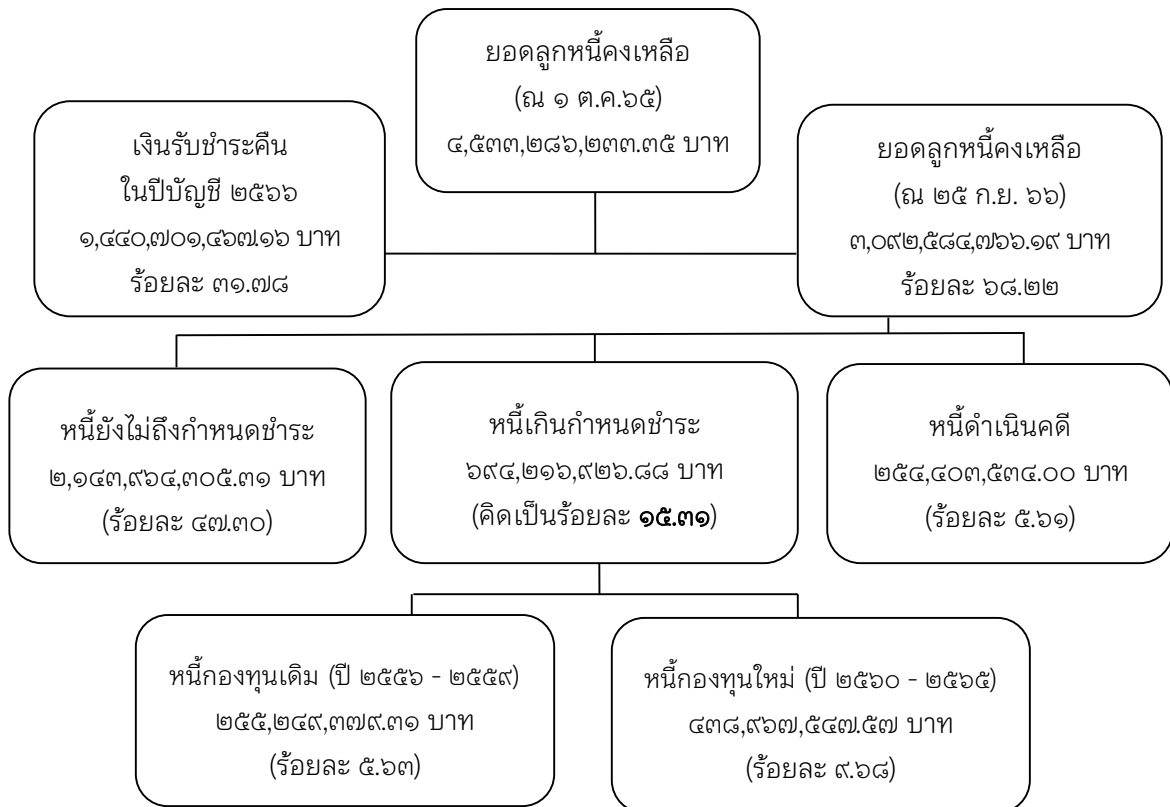 ยอดลูกหนี้คงเหลือ
(ณ ๑ ต.ค.๖๕)
๔,๕๓๓,๒๘๖,๒๓๓.๓๕ บาท
เงินรับชำระคืน
ในปีบัญชี ๒๕๖๖
๑,๔๔๐,๗๐๑,๔๖๗.๑๖ บาท
ร้อยละ ๓๑.๗๘
ยอดลูกหนี้คงเหลือ
(ณ ๒๕ ก.ย. ๖๖)
๓,๐๙๒,๕๘๔,๗๖๖.๑๙ บาท
ร้อยละ ๖๘.๒๒
หนี้ยังไม่ถึงกำหนดชำระ
๒,๑๔๓,๙๖๔,๓๐๕.๓๑ บาท
(ร้อยละ ๔๗.๓๐)
หนี้เกินกำหนดชำระ
๖๙๔,๒๑๖,๙๒๖.๘๘ บาท
(คิดเป็นร้อยละ ๑๕.๓๑)
หนี้ดำเนินคดี
๒๕๔,๔๐๓,๕๓๔.๐๐ บาท
(ร้อยละ ๕.๖๑)
หนี้กองทุนเดิม (ปี ๒๕๕๖ - ๒๕๕๙)
๒๕๕,๒๔๙,๓๗๙.๓๑ บาท
(ร้อยละ ๕.๖๓)
หนี้กองทุนใหม่ (ปี ๒๕๖๐ - ๒๕๖๕)
๔๓๘,๙๖๗,๕๔๗.๕๗ บาท
(ร้อยละ ๙.๖๘)